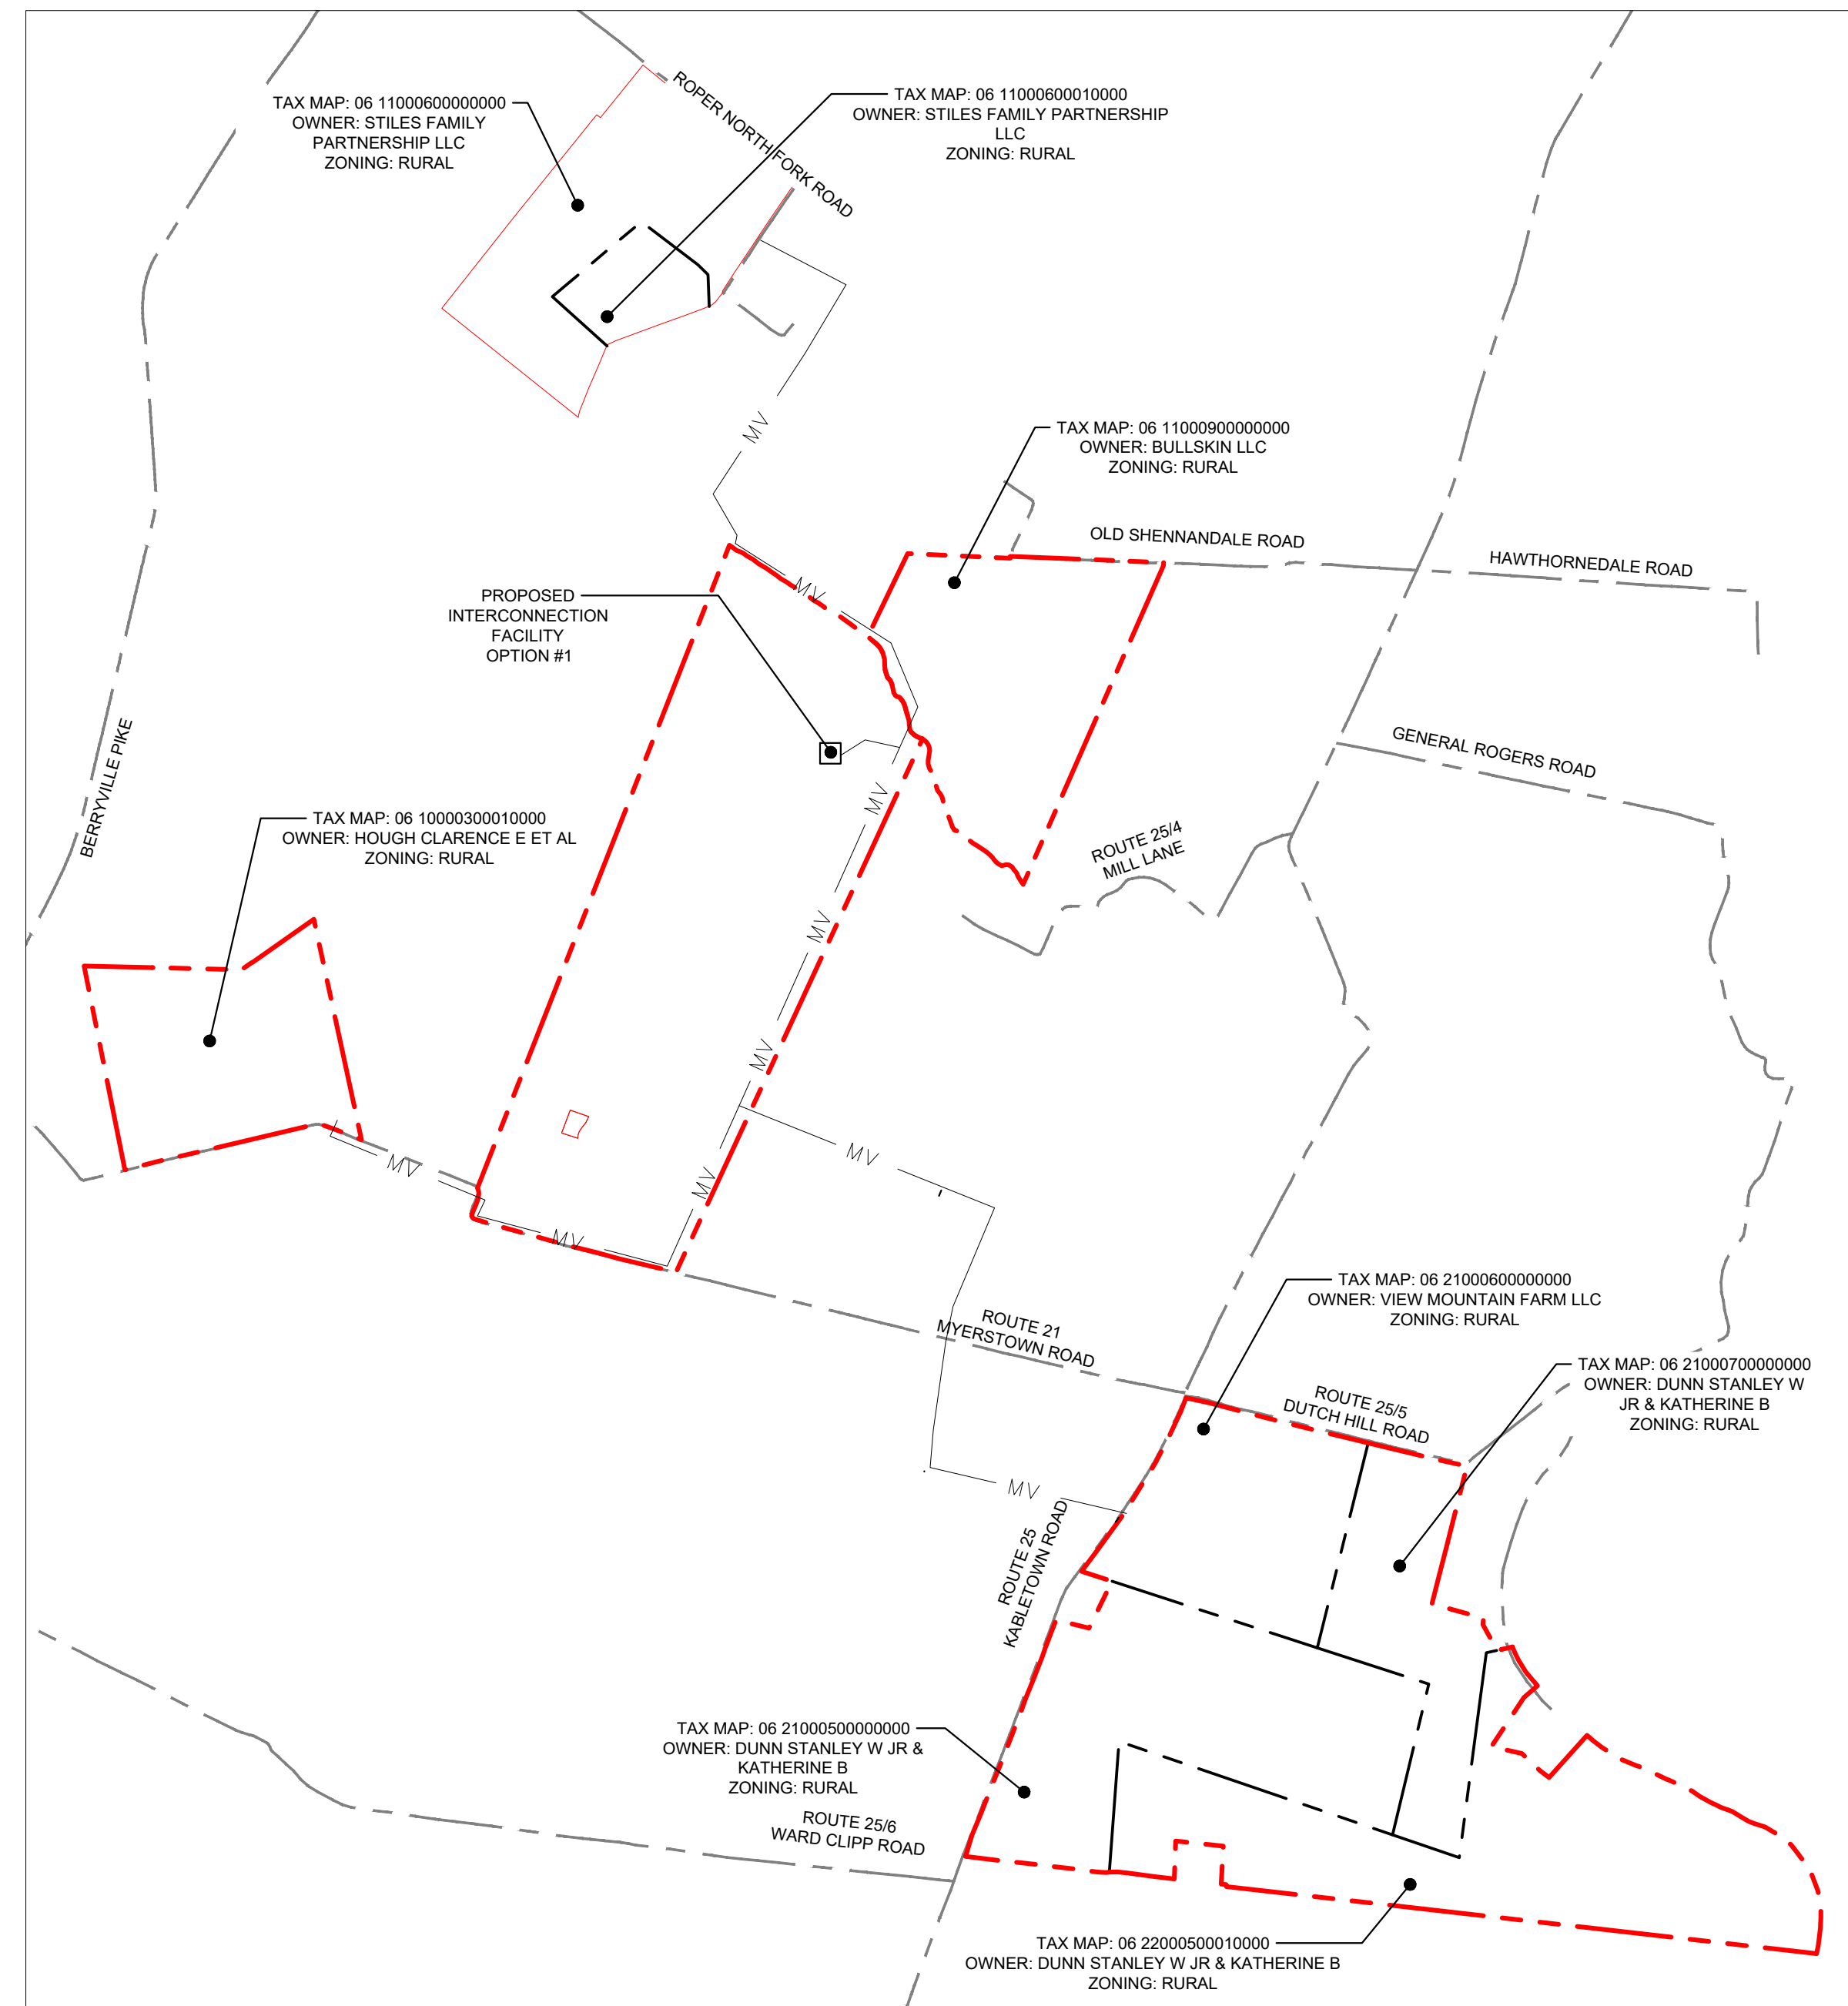 TAX MAP: 06 11000600000000
OWNER: STILES FAMILY
PARTNERSHIP LLC
ZONING: RURAL
ROPER NORTH FORK ROAD
TAX MAP: 06 11000600010000
OWNER: STILES FAMILY PARTNERSHIP
LLC
ZONING: RURAL
MV
TAX MAP: 06 11000900000000
OWNER: BULLSKIN LLC
ZONING: RURAL
OLD SHENNANDALE ROAD
HAWTHORNEDALE ROAD
MV
PROPOSED
INTERCONNECTION
FACILITY
OPTION #1
BERRYVILLE PIKE
GENERAL ROGERS ROAD
MV
TAX MAP: 06 10000300010000
OWNER: HOUGH CLARENCE E ET AL
ZONING: RURAL
ROUTE 25/4
MILL LANE
MV
MV
MV
MV
MV
MV
TAX MAP: 06 21000600000000
OWNER: VIEW MOUNTAIN FARM LLC
ZONING: RURAL
ROUTE 21
MYERSTOWN ROAD
TAX MAP: 06 21000700000000
OWNER: DUNN STANLEY W
JR & KATHERINE B
ZONING: RURAL
ROUTE 25/5
DUTCH HILL ROAD
MV
ROUTE 25
KABLETOWN ROAD
TAX MAP: 06 21000500000000
OWNER: DUNN STANLEY W JR &
KATHERINE B
ZONING: RURAL
ROUTE 25/6
WARD CLIPP ROAD
TAX MAP: 06 22000500010000
OWNER: DUNN STANLEY W JR & KATHERINE B
ZONING: RURAL